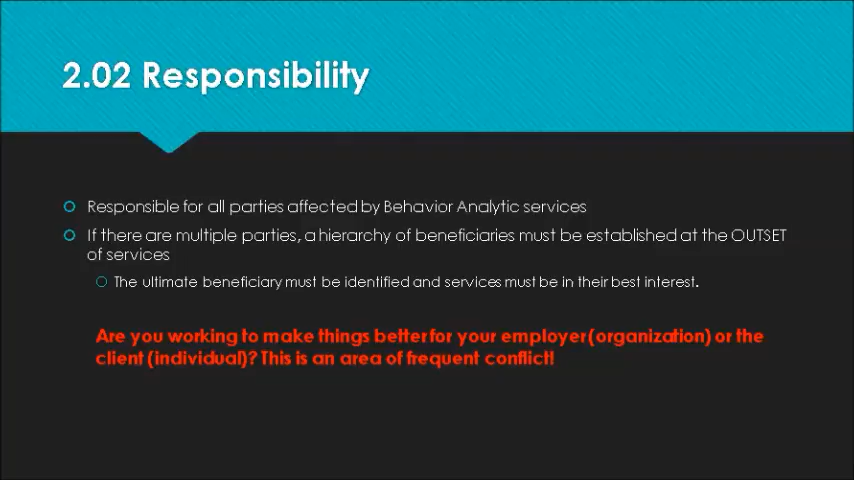 2.02 Responsibility
Responsible for all parties affected by Behavior Analytic services
If there are multiple parties, a hierarchy of beneficiaries must be established at the OUTSET
of services
The ultimate beneficiary must be identified and services must be in their best interest.
Are you working to make things better for your employer (organization) or the
client (individual)? This is an area of frequent conflict!